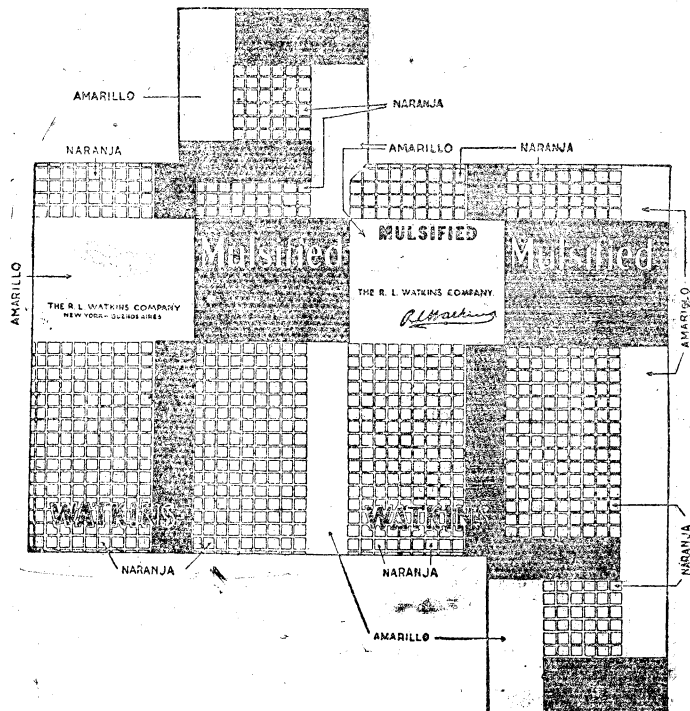 AMARILLO
NARANJA
NARANJA
AMARILLO
NARANJA
MULSIFIED
Mulsified
Mulsified
AMARILLO
THE R. L. WATKINS COMPANY
NEW YORK - BUENOS AIRES
THE R. L. WATKINS COMPANY
R L Watkins
AMARILLO
WATKINS
WATKINS
NARANJA
NARANJA
NARANJA
AMARILLO